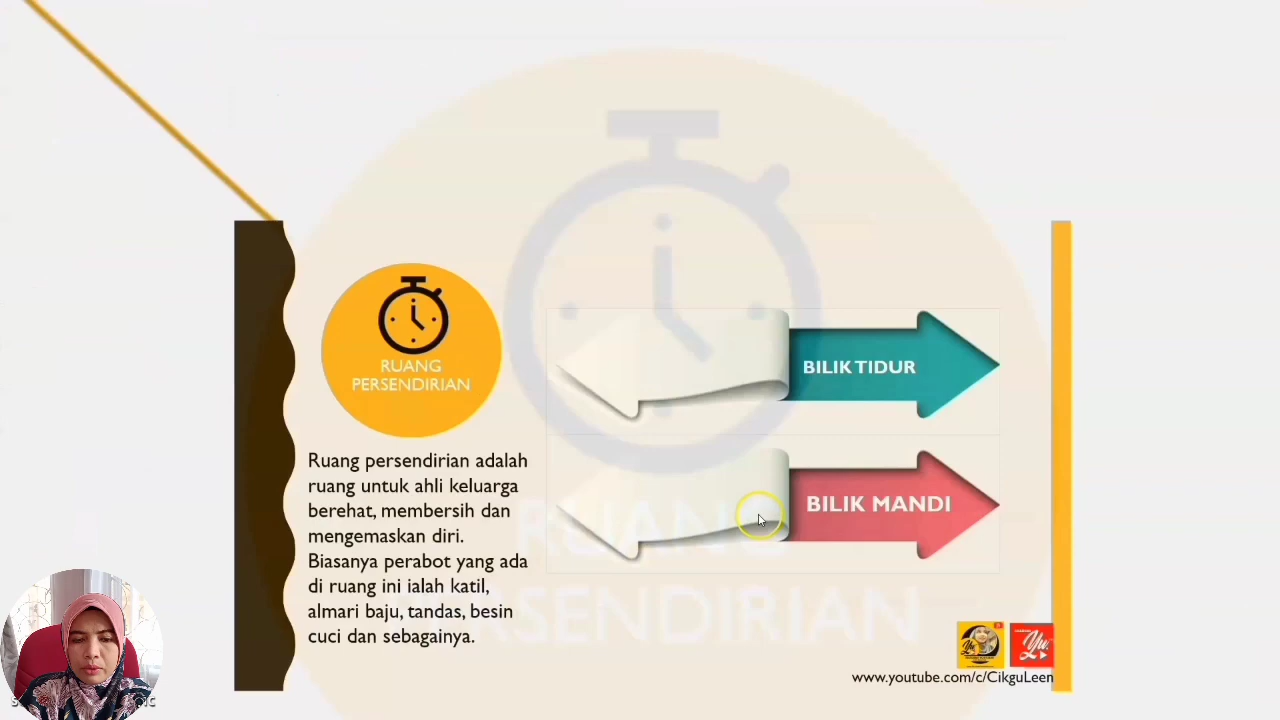 RUANG
PERSENDIRIAN
Ruang persendirian adalah
ruang untuk ahli keluarga
berehat, membersih dan
mengemaskan diri.
Biasanya perabot yang ada
di ruang ini ialah katil,
almari baju, tandas, besin
cuci dan sebagainya.
BILIK TIDUR
BILIK MANDI
RUANG
PERSENDIRIAN
www.youtube.com/c/CikguLeen